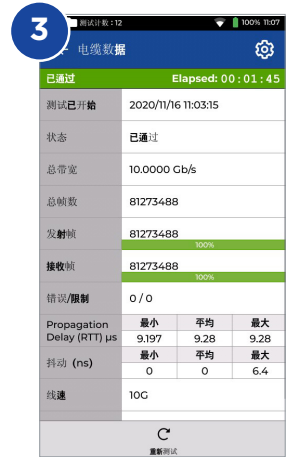 3
测试计数 : 12 100% 11:07
电缆数据
已通过 Elapsed: 00:01:45
测试已开始 2020/11/16 11:03:15
状态 已通过
总带宽 10.0000 Gb/s
总帧数 81273488
发射帧 81273488
100%
接收帧 81273488
100%
错误/限制 0 / 0
Propagation Delay (RTT) µs 最小 平均 最大
9.197 9.28 9.28
抖动 (ns) 最小 平均 最大
0 0 6.4
线速 10G
重新测试